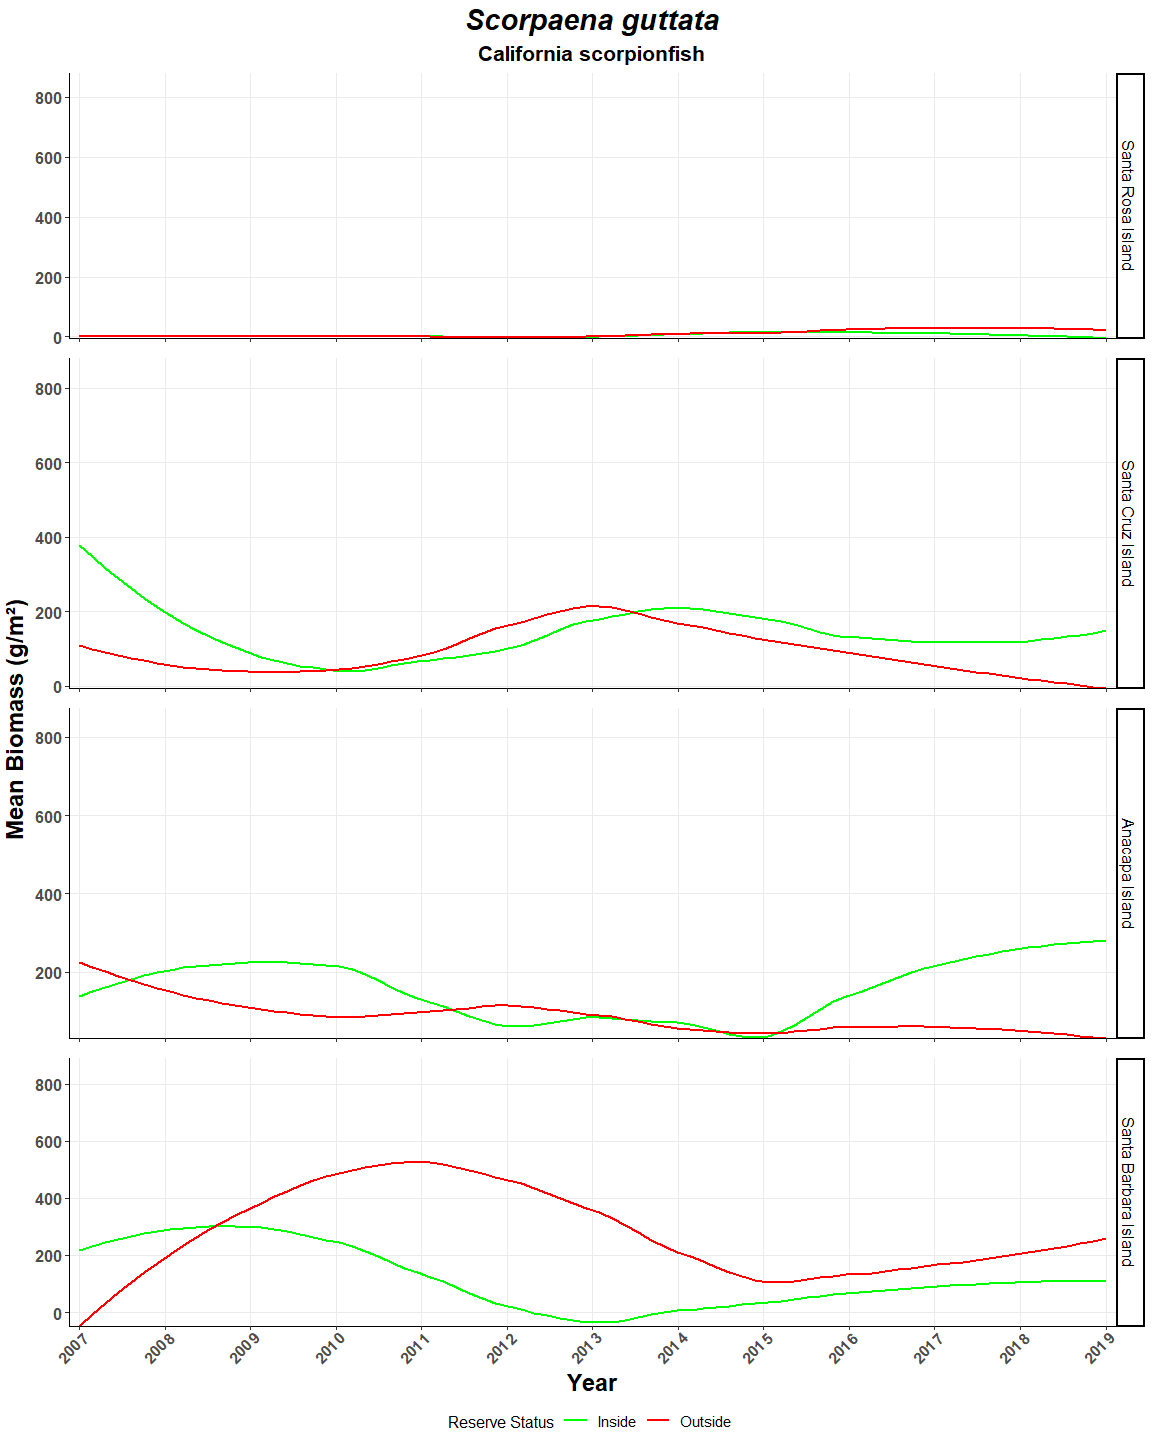 Scorpaena guttata
California scorpionfish
Mean Biomass (g/m²)
800
600
400
200
0
Santa Rosa Island
800
600
400
200
0
Santa Cruz Island
800
600
400
200
Anacapa Island
800
600
400
200
0
Santa Barbara Island
2007 2008 2009 2010 2011 2012 2013 2014 2015 2016 2017 2018 2019
Year
Reserve Status Inside Outside